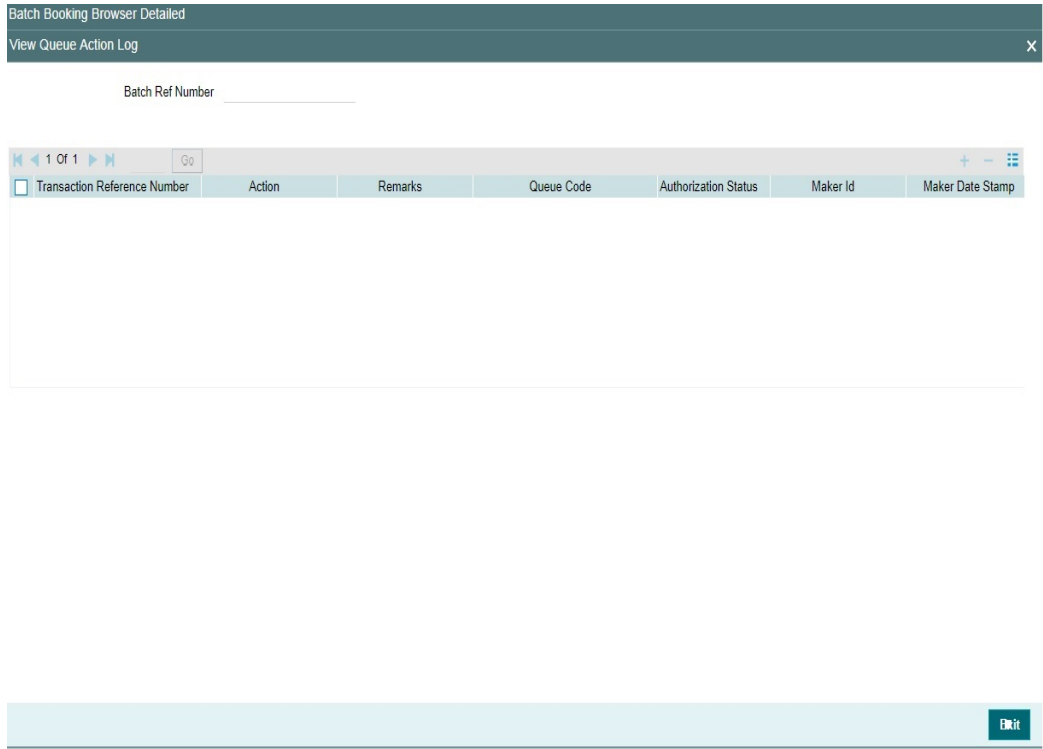 Batch Booking Browser Detailed
View Queue Action Log
Batch Ref Number
1 Of 1 Go
Transaction Reference Number Action Remarks Queue Code Authorization Status Maker Id Maker Date Stamp
Exit